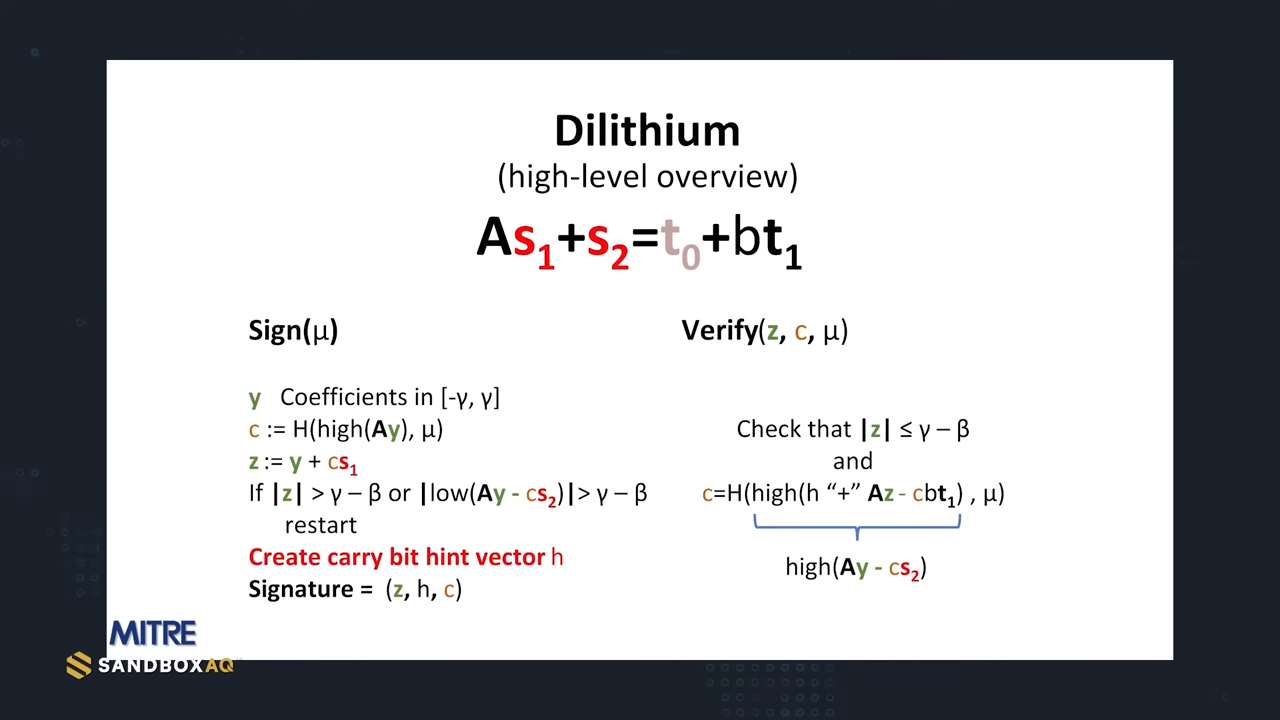 Dilithium
(high-level overview)
As₁+s₂=t₀+bt₁
Sign(μ)
y Coefficients in [-γ, γ]
c := H(high(Ay), μ)
z := y + cs₁
If |z| > γ – β or |low(Ay - cs₂)|> γ – β
restart
Create carry bit hint vector h
Signature = (z, h, c)
Verify(z, c, μ)
Check that |z| ≤ γ – β
and
c=H(high(h “+” Az - cbt₁) , μ)
high(Ay - cs₂)
MITRE
SANDBOXAQ